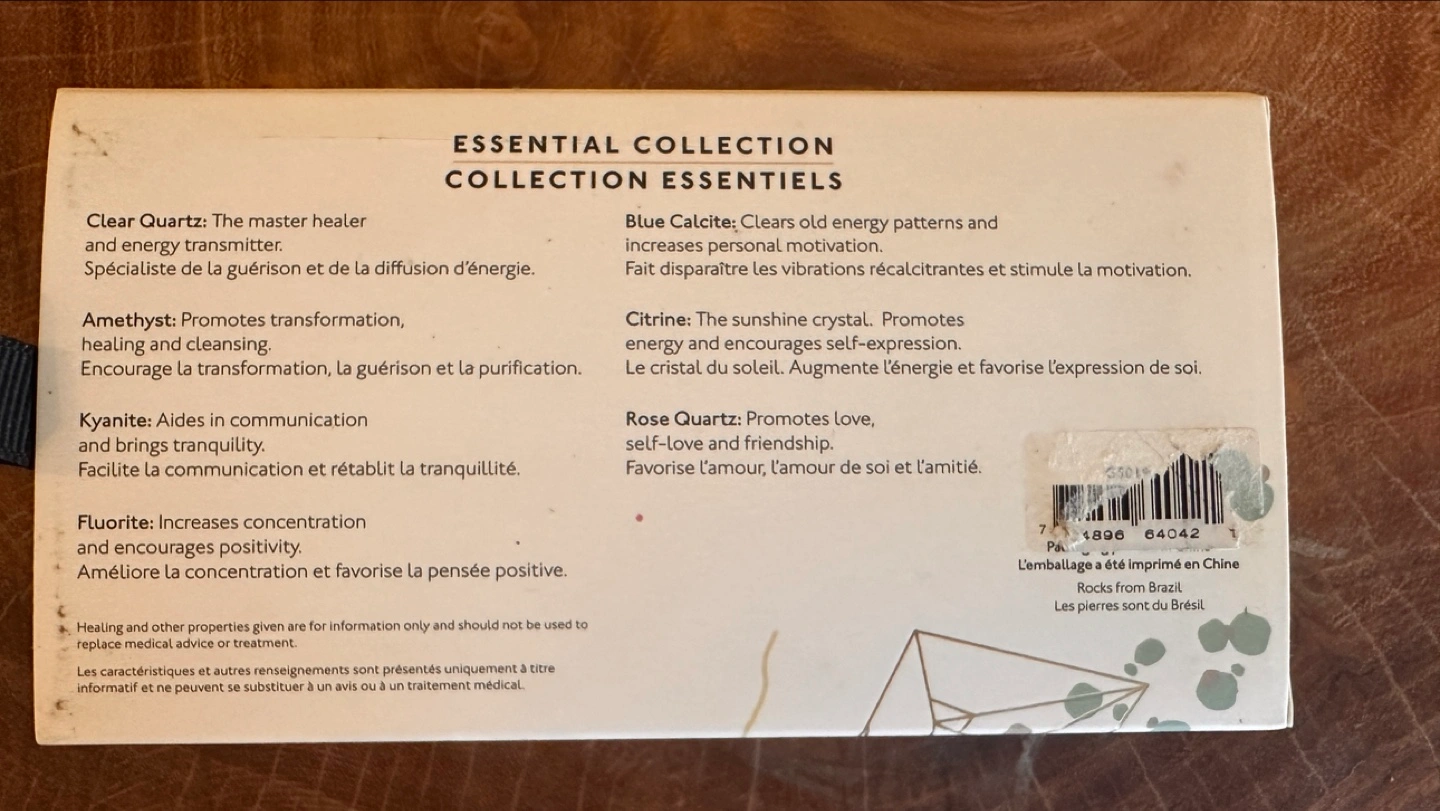 ESSENTIAL COLLECTION
COLLECTION ESSENTIELS
Clear Quartz: The master healer
and energy transmitter.
Spécialiste de la guérison et de la diffusion d'énergie.
Amethyst: Promotes transformation,
healing and cleansing.
Encourage la transformation, la guérison et la purification.
Kyanite: Aides in communication
and brings tranquility.
Facilite la communication et rétablit la tranquillité.
Fluorite: Increases concentration
and encourages positivity.
Améliore la concentration et favorise la pensée positive.
Healing and other properties given are for information only and should not be used to
replace medical advice or treatment.
Les caractéristiques et autres renseignements sont présentés uniquement à titre
informatif et ne peuvent se substituer à un avis ou à un traitement médical.
Blue Calcite: Clears old energy patterns and
increases personal motivation.
Fait disparaître les vibrations récalcitrantes et stimule la motivation.
Citrine: The sunshine crystal. Promotes
energy and encourages self-expression.
Le cristal du soleil. Augmente l'énergie et favorise l'expression de soi.
Rose Quartz: Promotes love,
self-love and friendship.
Favorise l'amour, l'amour de soi et l'amitié.
7 4896 64042
L'emballage a été imprimé en Chine
Rocks from Brazil
Les pierres sont du Brésil